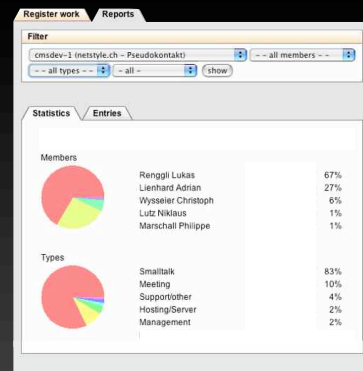 Register work Reports
Filter
cmsdev-1 (netstyle.ch - Pseudokontakt) - - all members - -
- - all types - - - all - show
Statistics Entries
Members
Renggli Lukas 67%
Lienhard Adrian 27%
Wysseier Christoph 6%
Lutz Niklaus 1%
Marschall Philippe 1%
Types
Smalltalk 83%
Meeting 10%
Support/other 4%
Hosting/Server 2%
Management 2%